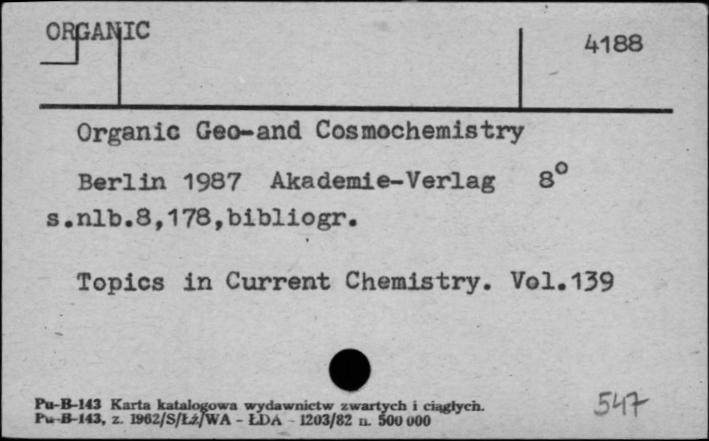 ORGANIC
4188
Organic Geo-and Cosmochemistry
Berlin 1987 Akademie-Verlag 8°
s.nlb.8,178,bibliogr.
Topics in Current Chemistry. Vol.139
Pu-B-143 Karta katalogowa wydawnictw zwartych i ciągłych.
Pu-B-143, z. 1962/S/Łż/WA - ŁDA - 1203/82 n. 500 000
547